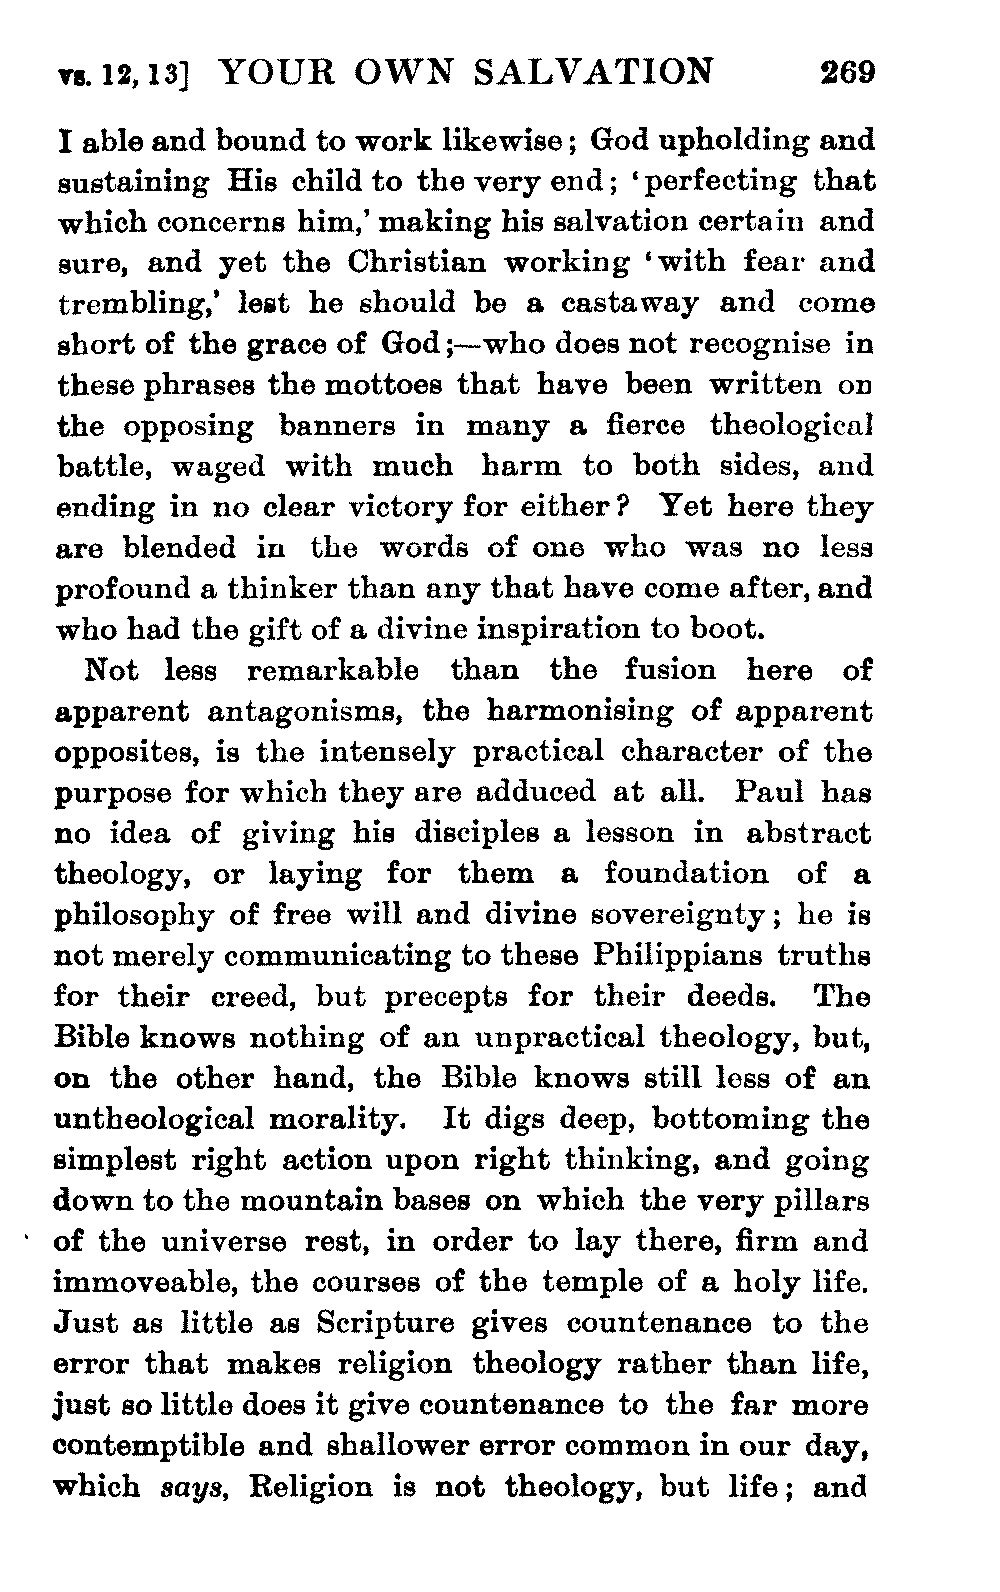 vs. 12, 13] YOUR OWN SALVATION 269
I able and bound to work likewise; God upholding and
sustaining His child to the very end; ‘perfecting that
which concerns him,’ making his salvation certain and
sure, and yet the Christian working ‘with fear and
trembling,’ lest he should be a castaway and come
short of the grace of God;—who does not recognise in
these phrases the mottoes that have been written on
the opposing banners in many a fierce theological
battle, waged with much harm to both sides, and
ending in no clear victory for either? Yet here they
are blended in the words of one who was no less
profound a thinker than any that have come after, and
who had the gift of a divine inspiration to boot.
Not less remarkable than the fusion here of
apparent antagonisms, the harmonising of apparent
opposites, is the intensely practical character of the
purpose for which they are adduced at all. Paul has
no idea of giving his disciples a lesson in abstract
theology, or laying for them a foundation of a
philosophy of free will and divine sovereignty; he is
not merely communicating to these Philippians truths
for their creed, but precepts for their deeds. The
Bible knows nothing of an unpractical theology, but,
on the other hand, the Bible knows still less of an
untheological morality. It digs deep, bottoming the
simplest right action upon right thinking, and going
down to the mountain bases on which the very pillars
of the universe rest, in order to lay there, firm and
immoveable, the courses of the temple of a holy life.
Just as little as Scripture gives countenance to the
error that makes religion theology rather than life,
just so little does it give countenance to the far more
contemptible and shallower error common in our day,
which says, Religion is not theology, but life; and